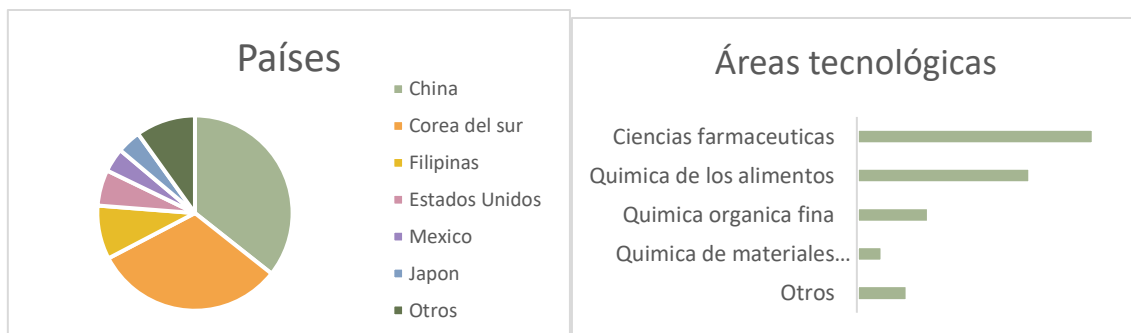 Países
China
Corea del sur
Filipinas
Estados Unidos
Mexico
Japon
Otros
Áreas tecnológicas
Ciencias farmaceuticas
Quimica de los alimentos
Quimica organica fina
Quimica de materiales...
Otros